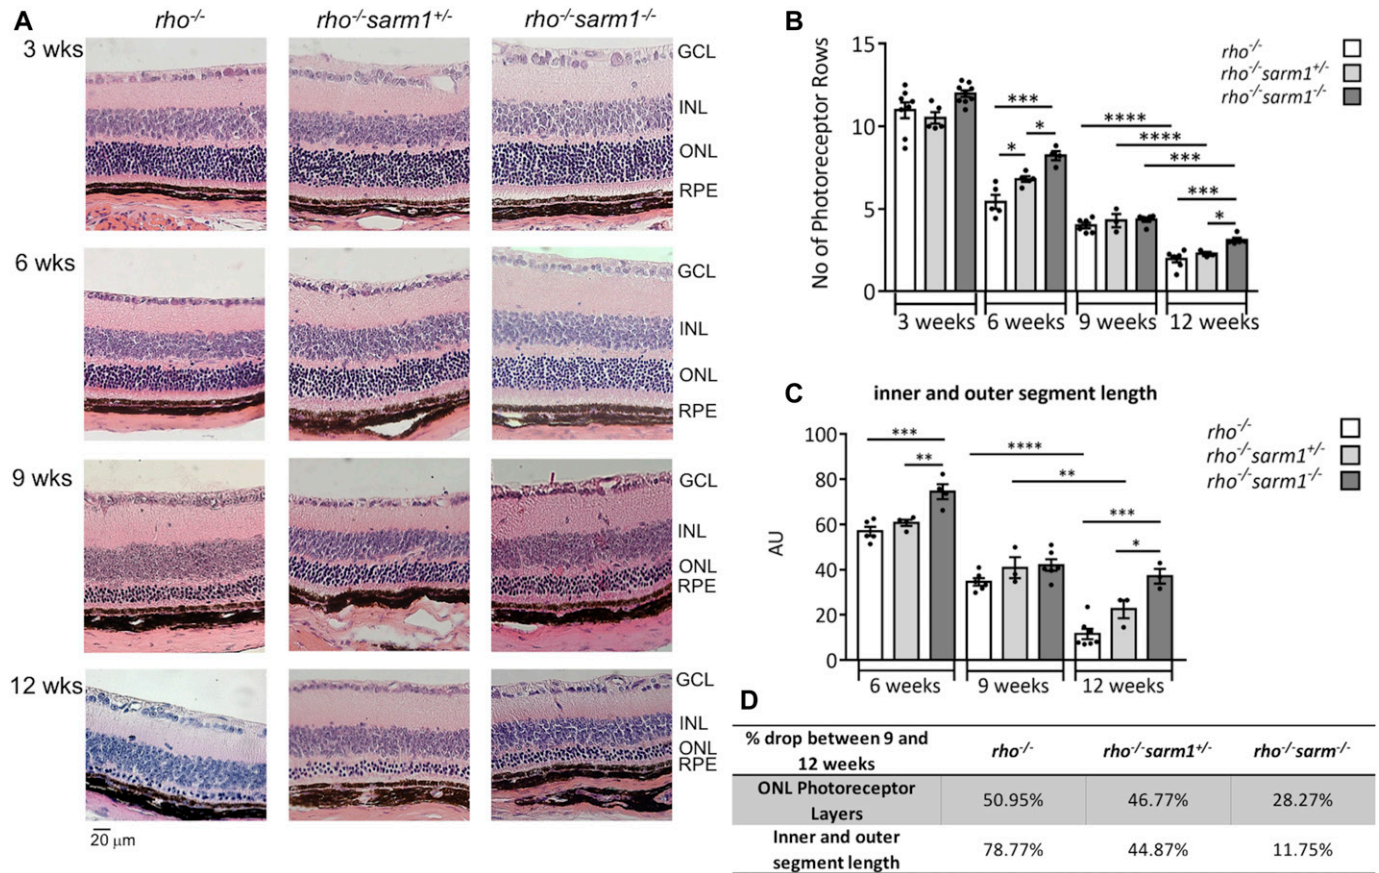 A
rho-/-
rho-/-sarm1+/-
rho-/-sarm1-/-
3 wks
GCL
INL
ONL
RPE
6 wks
GCL
INL
ONL
RPE
9 wks
GCL
INL
ONL
RPE
12 wks
GCL
INL
ONL
RPE
20 µm
B
No of Photoreceptor Rows
15
10
5
0
***
*
*
****
****
***
***
*
3 weeks
6 weeks
9 weeks
12 weeks
rho-/-
rho-/-sarm1+/-
rho-/-sarm1-/-
C
inner and outer segment length
AU
100
80
60
40
20
0
***
**
****
**
***
*
6 weeks
9 weeks
12 weeks
rho-/-
rho-/-sarm1+/-
rho-/-sarm1-/-
D
% drop between 9 and
12 weeks
rho-/-
rho-/-sarm1+/-
rho-/-sarm-/-
ONL Photoreceptor
Layers
50.95%
46.77%
28.27%
Inner and outer
segment length
78.77%
44.87%
11.75%